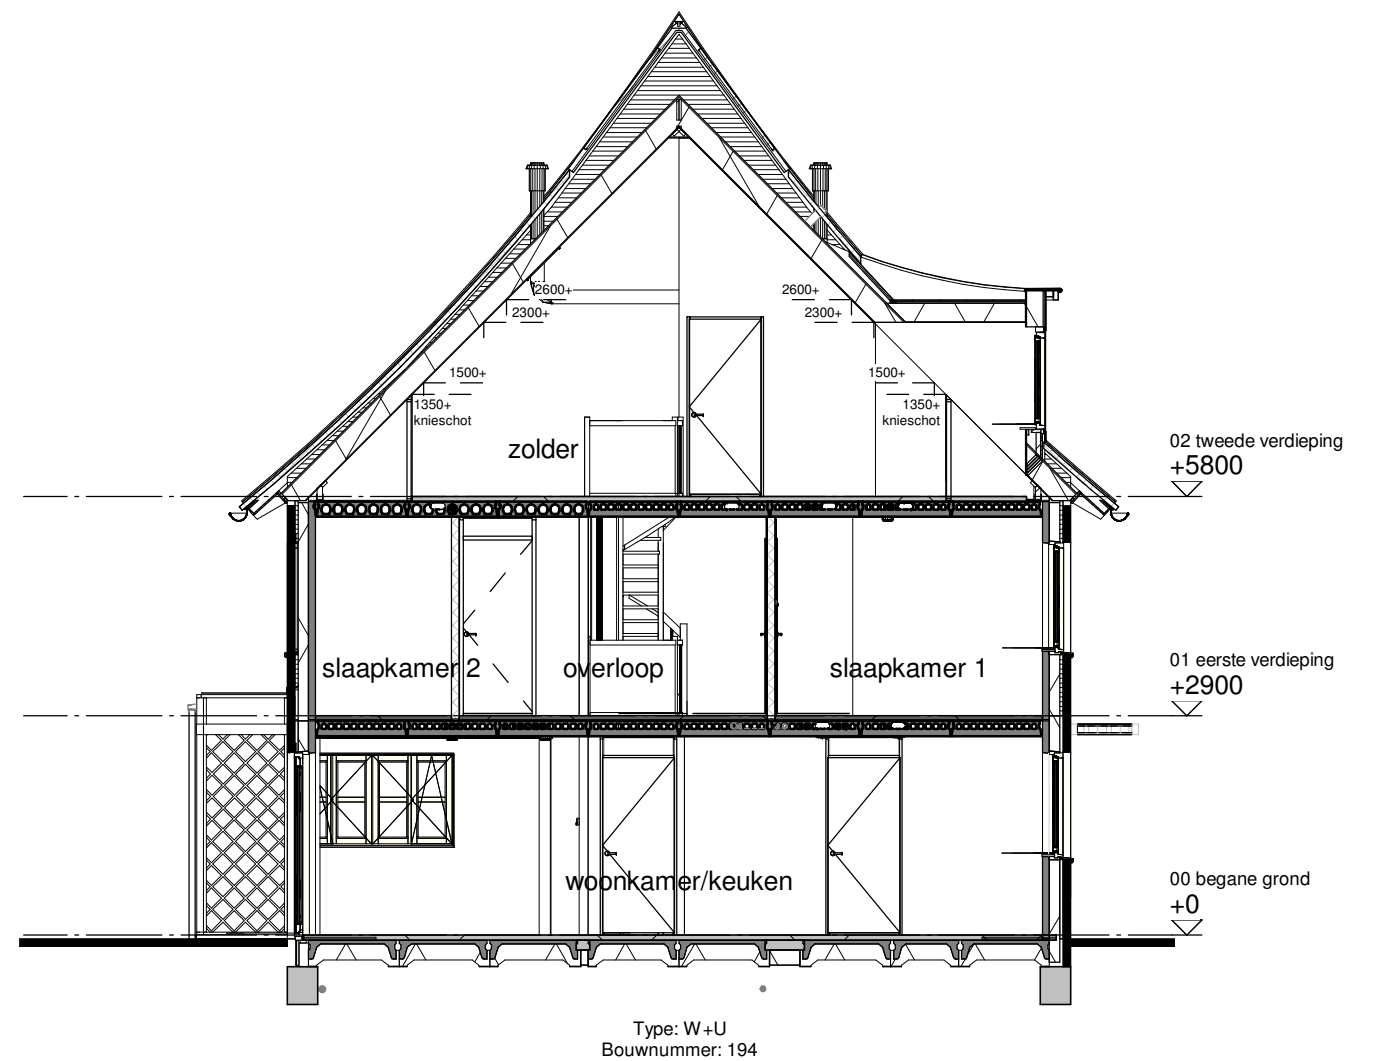 2600+
2600+
2300+
2300+
1500+
1500+
1350+
knieschot
1350+
knieschot
zolder
02 tweede verdieping
+5800
slaapkamer 2
overloop
slaapkamer 1
01 eerste verdieping
+2900
woonkamer/keuken
00 begane grond
+0
Type: W+U
Bouwnummer: 194